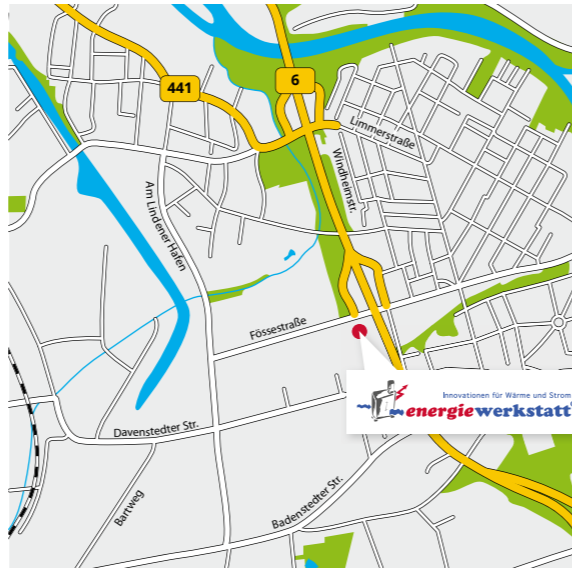 6
441
Limmerstraße
Windheimstr.
Am Lindener Hafen
Fössestraße
Innovationen für Wärme und Strom
energiewerkstatt
Davenstedter Str.
Badenstedter Str.
Bartweg